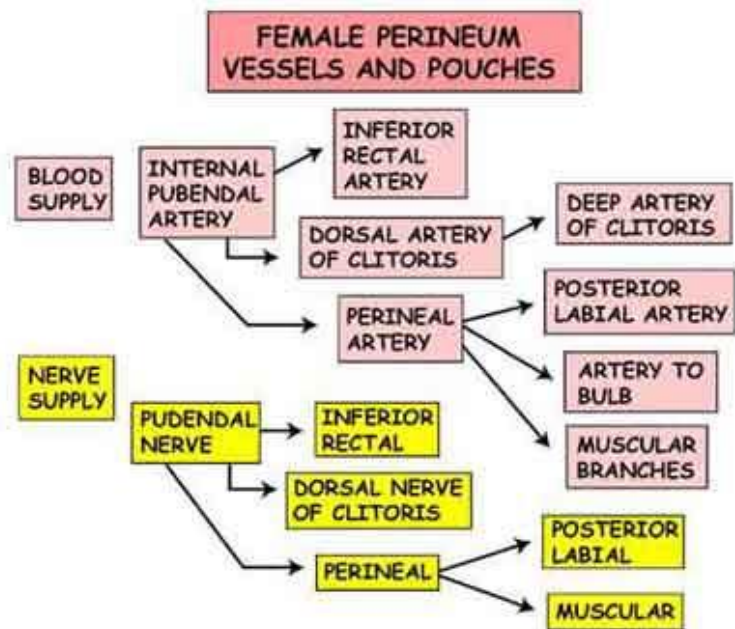 FEMALE PERINEUM
VESSELS AND POUCHES
BLOOD
SUPPLY
INTERNAL
PUBENDAL
ARTERY
INFERIOR
RECTAL
ARTERY
DORSAL ARTERY
OF CLITORIS
DEEP ARTERY
OF CLITORIS
PERINEAL
ARTERY
POSTERIOR
LABIAL ARTERY
ARTERY TO
BULB
MUSCULAR
BRANCHES
NERVE
SUPPLY
PUDENDAL
NERVE
INFERIOR
RECTAL
DORSAL NERVE
OF CLITORIS
PERINEAL
POSTERIOR
LABIAL
MUSCULAR